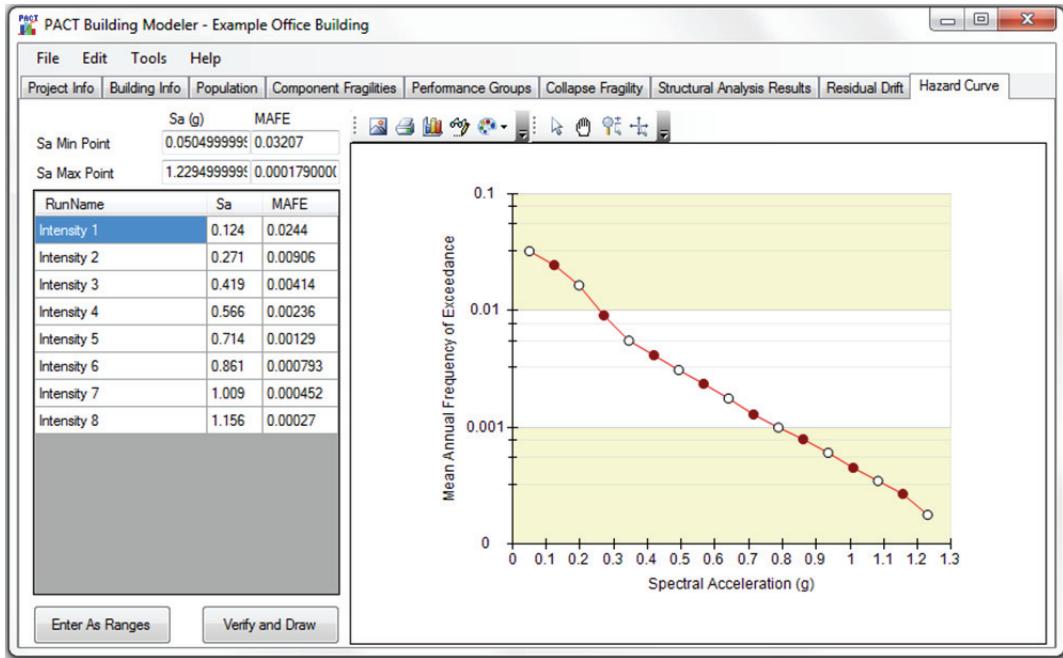 PACT
PACT Building Modeler - Example Office Building
File Edit Tools Help
Project Info Building Info Population Component Fragilities Performance Groups Collapse Fragility Structural Analysis Results Residual Drift Hazard Curve
Sa (g) MAFE
Sa Min Point 0.0504999999 0.03207
Sa Max Point 1.2294999999 0.0001790000
RunName Sa MAFE
Intensity 1 0.124 0.0244
Intensity 2 0.271 0.00906
Intensity 3 0.419 0.00414
Intensity 4 0.566 0.00236
Intensity 5 0.714 0.00129
Intensity 6 0.861 0.000793
Intensity 7 1.009 0.000452
Intensity 8 1.156 0.00027
Enter As Ranges Verify and Draw
Mean Annual Frequency of Exceedance
0.1
0.01
0.001
0
0 0.1 0.2 0.3 0.4 0.5 0.6 0.7 0.8 0.9 1 1.1 1.2 1.3
Spectral Acceleration (g)